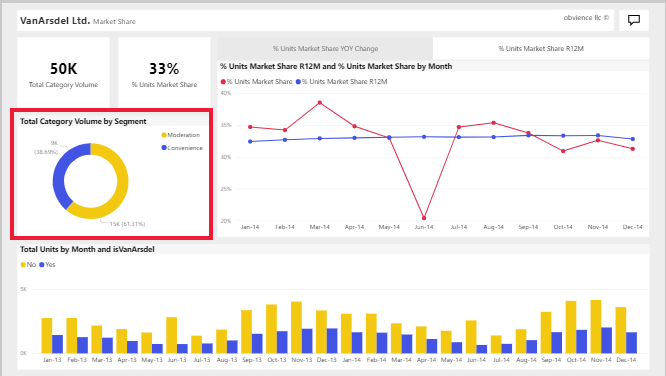 VanArsdel Ltd. Market Share
obvience llc ©
50K
Total Category Volume
33%
% Units Market Share
% Units Market Share YOY Change
% Units Market Share R12M
% Units Market Share R12M and % Units Market Share by Month
% Units Market Share % Units Market Share R12M
40%
35%
30%
25%
20%
Jan-14 Feb-14 Mar-14 Apr-14 May-14 Jun-14 Jul-14 Aug-14 Sep-14 Oct-14 Nov-14 Dec-14
Total Category Volume by Segment
Moderation
Convenience
9K
(38.69%)
15K (61.31%)
Total Units by Month and isVanArsdel
No Yes
5K
0K
Jan-13 Feb-13 Mar-13 Apr-13 May-13 Jun-13 Jul-13 Aug-13 Sep-13 Oct-13 Nov-13 Dec-13 Jan-14 Feb-14 Mar-14 Apr-14 May-14 Jun-14 Jul-14 Aug-14 Sep-14 Oct-14 Nov-14 Dec-14